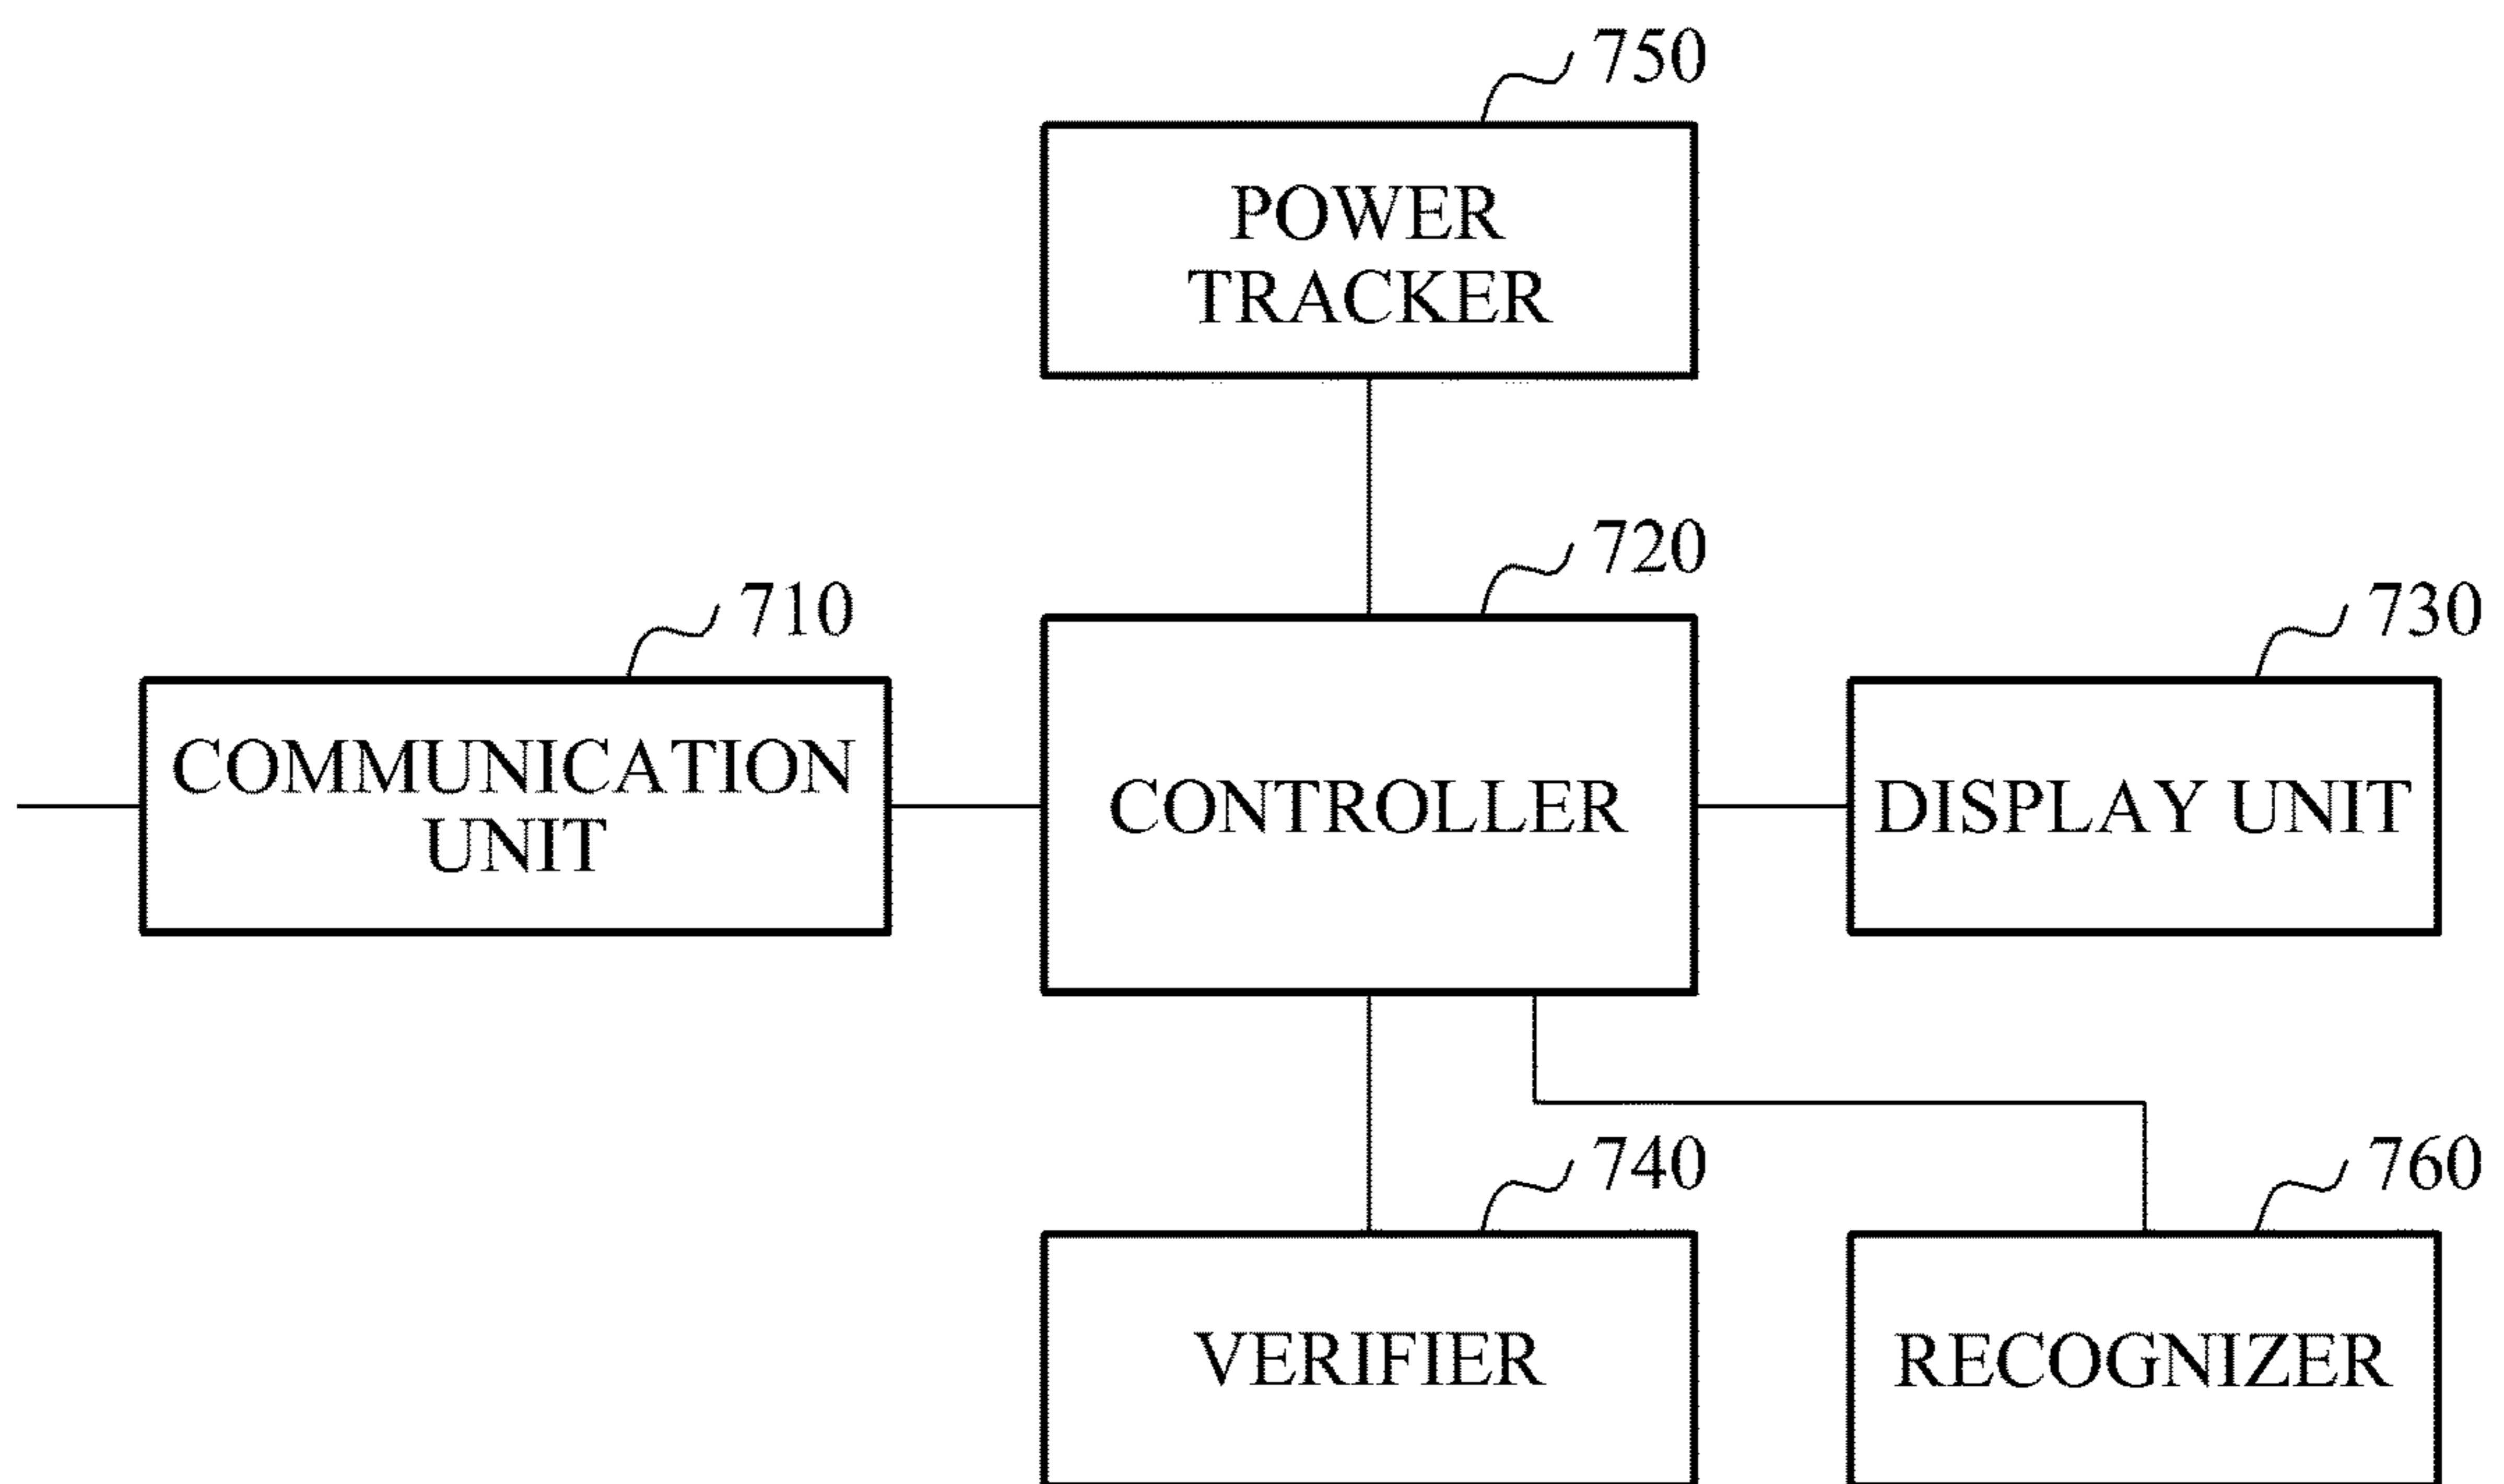 750
POWER
TRACKER
720
710
730
COMMUNICATION
UNIT
CONTROLLER
DISPLAY UNIT
740
760
VERIFIER
RECOGNIZER